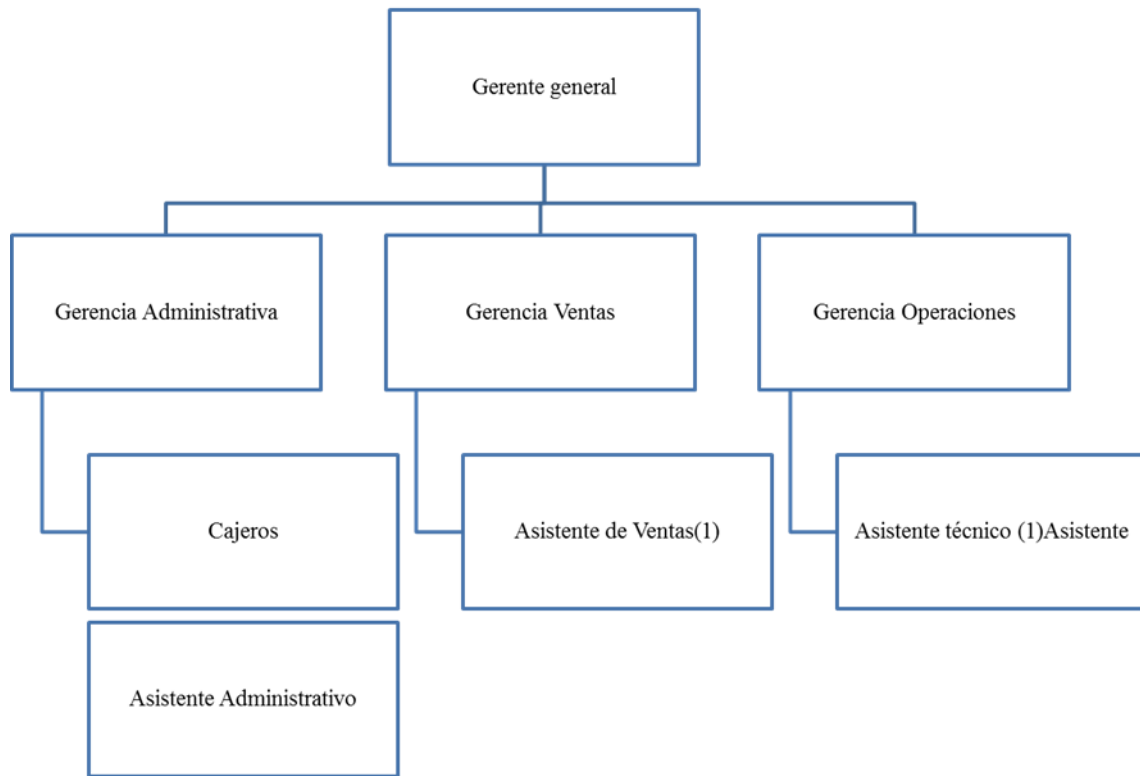 Gerente general
Gerencia Administrativa
Gerencia Ventas
Gerencia Operaciones
Cajeros
Asistente de Ventas(1)
Asistente técnico (1)Asistente
Asistente Administrativo